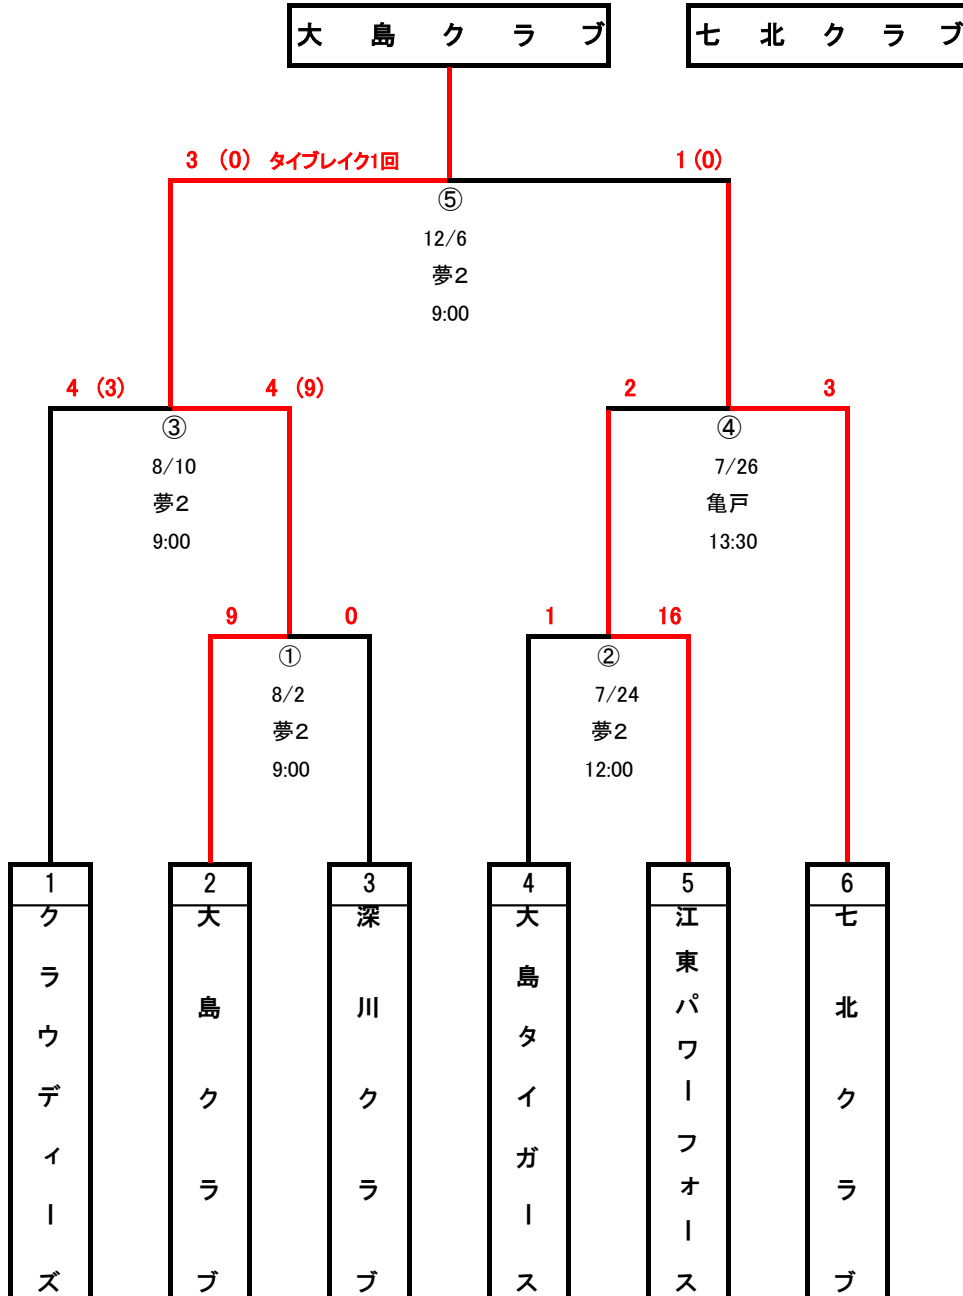 大島クラブ
七北クラブ
3 (0) タイブレイク1回
1(0)
⑤
12/6
夢2
9:00
4 (3)
4 (9)
2
3
③
8/10
夢2
9:00
④
7/26
亀戸
13:30
9
0
1
16
①
8/2
夢2
9:00
②
7/24
夢2
12:00
1
クラウディーズ
2
大島クラブ
3
深川クラブ
4
大島タイガース
5
江東パワーフォース
6
七北クラブ